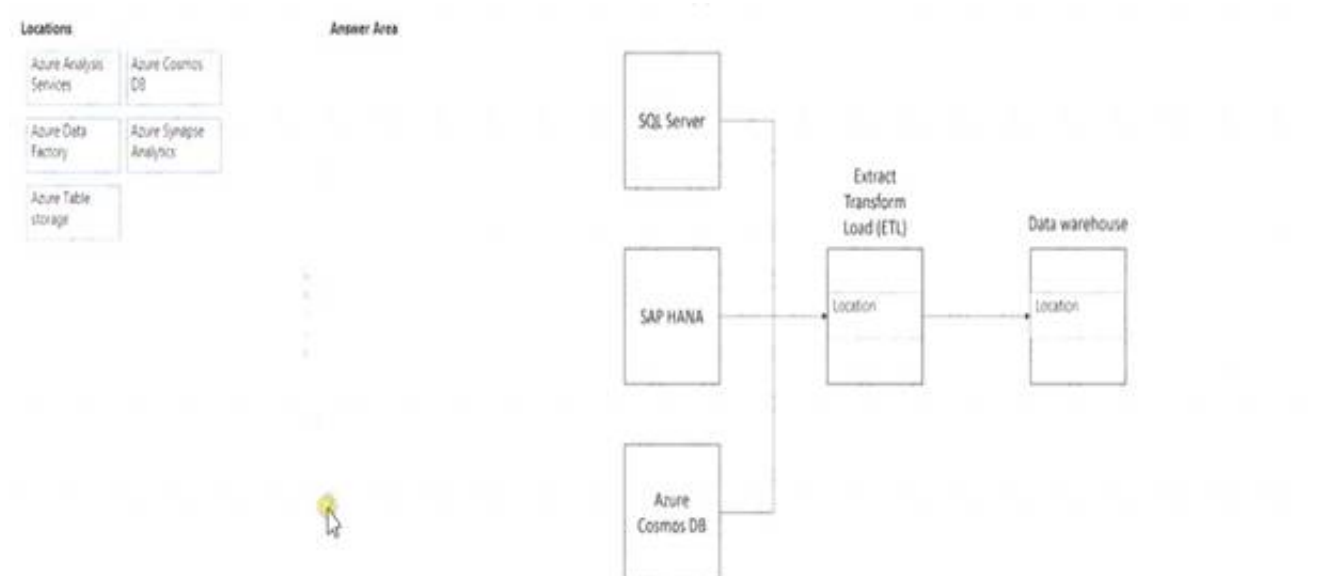 Locations
Answer Area
Azure Analysis
Services
Azure Cosmos
DB
Azure Data
Factory
Azure Synapse
Analytics
Azure Table
storage
SQL Server
SAP HANA
Azure
Cosmos DB
Extract
Transform
Load (ETL)
Location
Data warehouse
Location